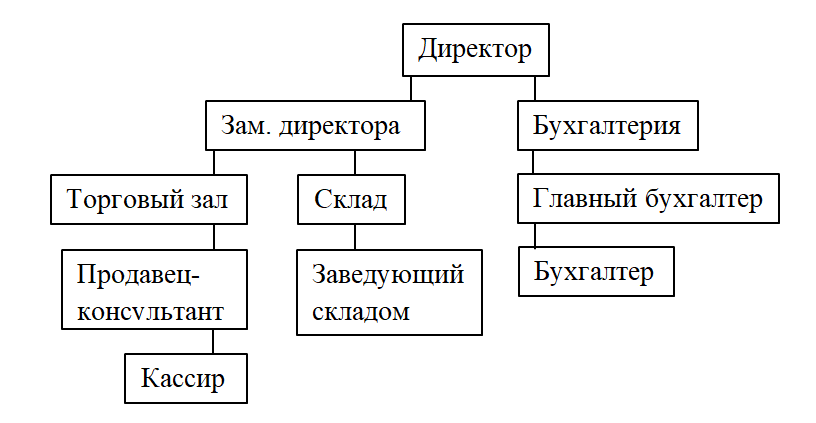 Директор
Зам. директора
Бухгалтерия
Торговый зал
Склад
Главный бухгалтер
Продавец-
консультант
Заведующий
складом
Бухгалтер
Кассир